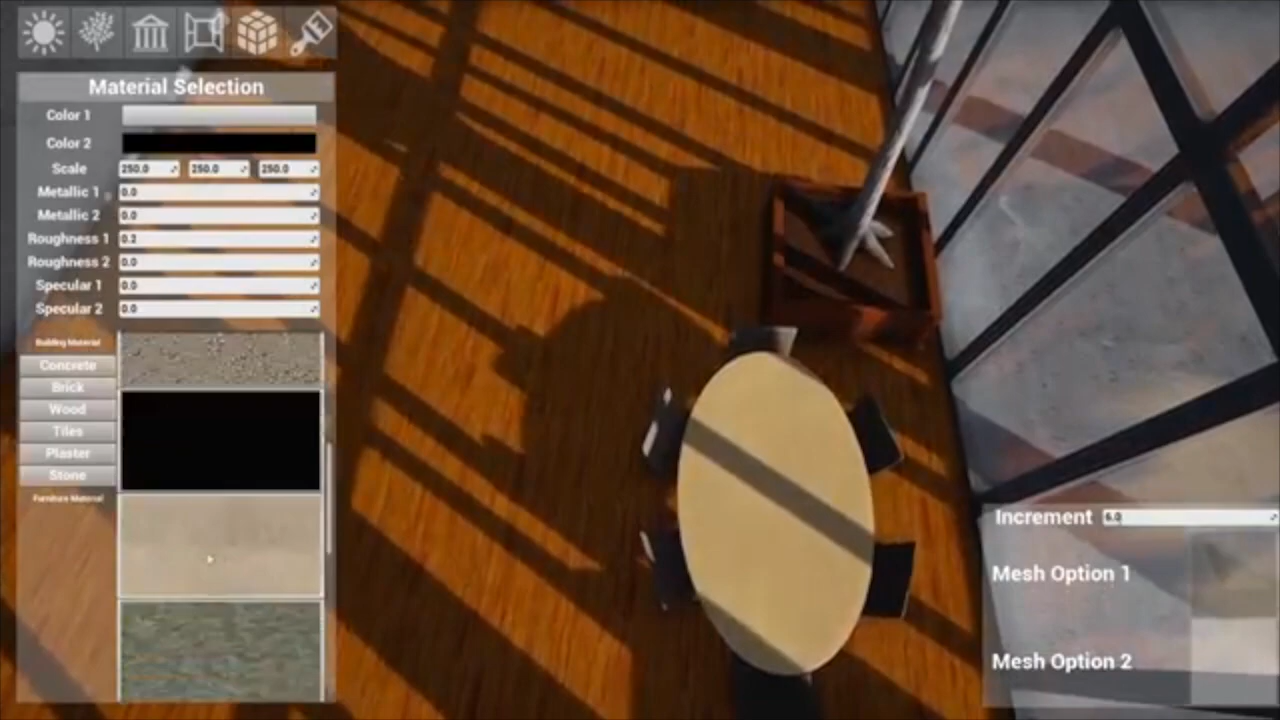 Material Selection
Color 1
Color 2
Scale 250.0 250.0 250.0
Metallic 1 0.0
Metallic 2 0.0
Roughness 1 0.2
Roughness 2 0.0
Specular 1 0.0
Specular 2 0.0
Building Material
Concrete
Brick
Wood
Tiles
Plaster
Stone
Furniture Material
Increment
Mesh Option 1
Mesh Option 2